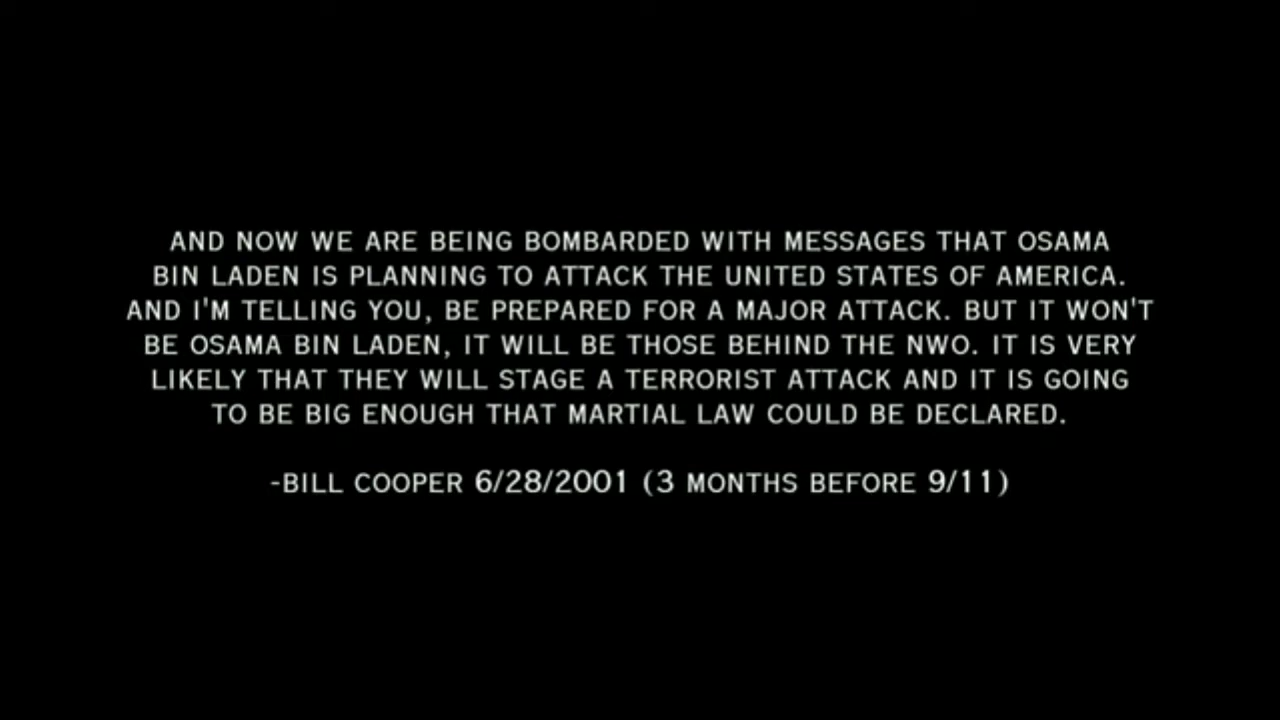 AND NOW WE ARE BEING BOMBARDED WITH MESSAGES THAT OSAMA
BIN LADEN IS PLANNING TO ATTACK THE UNITED STATES OF AMERICA.
AND I'M TELLING YOU, BE PREPARED FOR A MAJOR ATTACK. BUT IT WON'T
BE OSAMA BIN LADEN, IT WILL BE THOSE BEHIND THE NWO. IT IS VERY
LIKELY THAT THEY WILL STAGE A TERRORIST ATTACK AND IT IS GOING
TO BE BIG ENOUGH THAT MARTIAL LAW COULD BE DECLARED.
-BILL COOPER 6/28/2001 (3 MONTHS BEFORE 9/11)